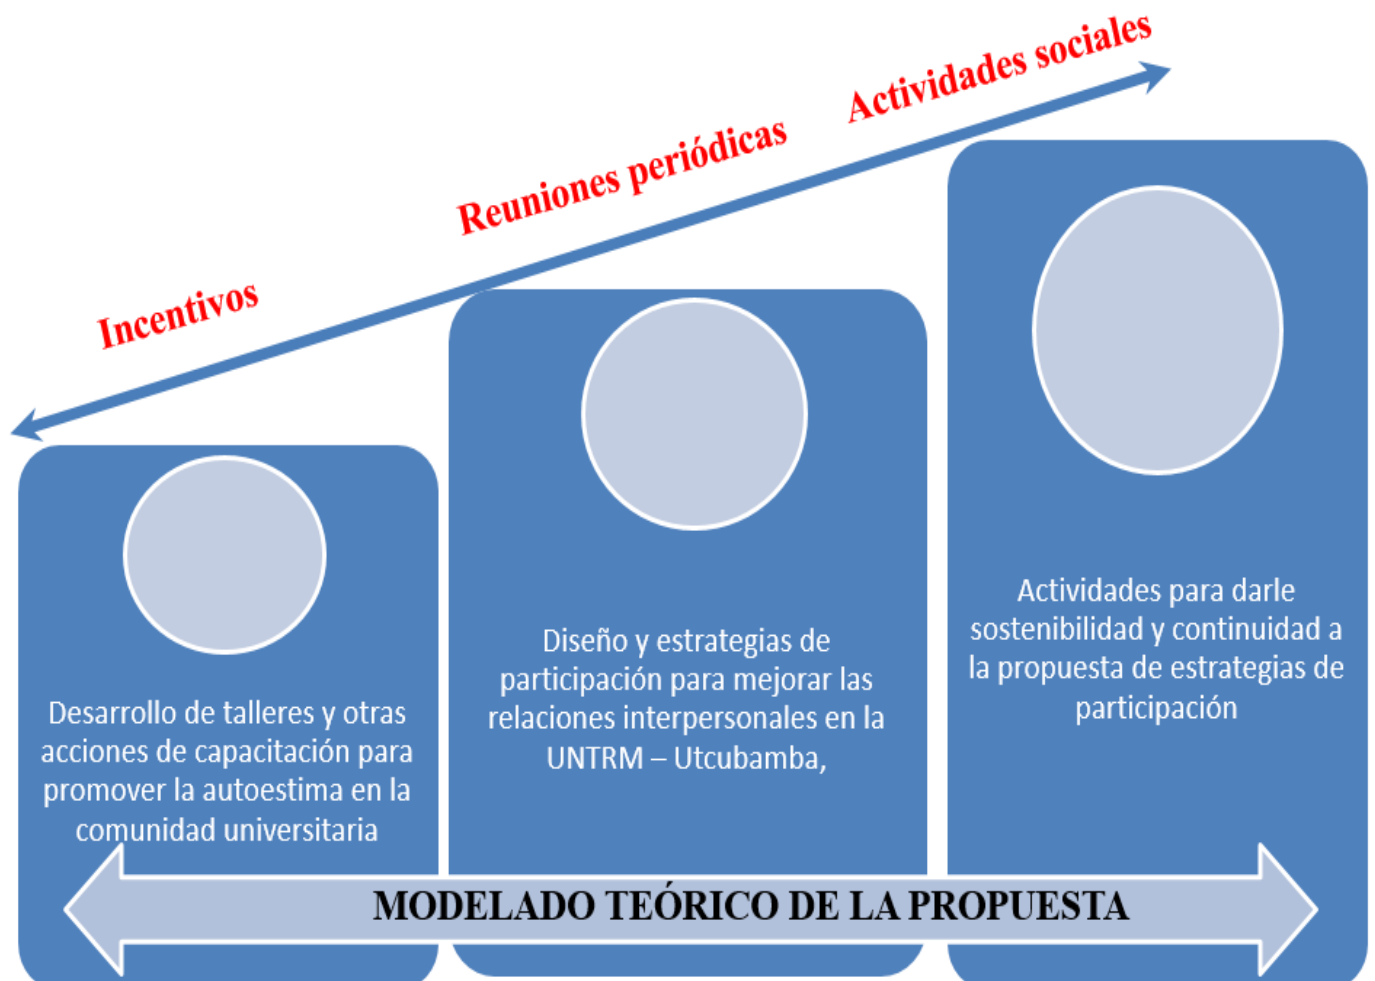 Actividades sociales
Reuniones periódicas
Incentivos
Desarrollo de talleres y otras
acciones de capacitación para
promover la autoestima en la
comunidad universitaria
Diseño y estrategias de
participación para mejorar las
relaciones interpersonales en la
UNTRM – Utcubamba,
Actividades para darle
sostenibilidad y continuidad a
la propuesta de estrategias de
participación
MODELADO TEÓRICO DE LA PROPUESTA